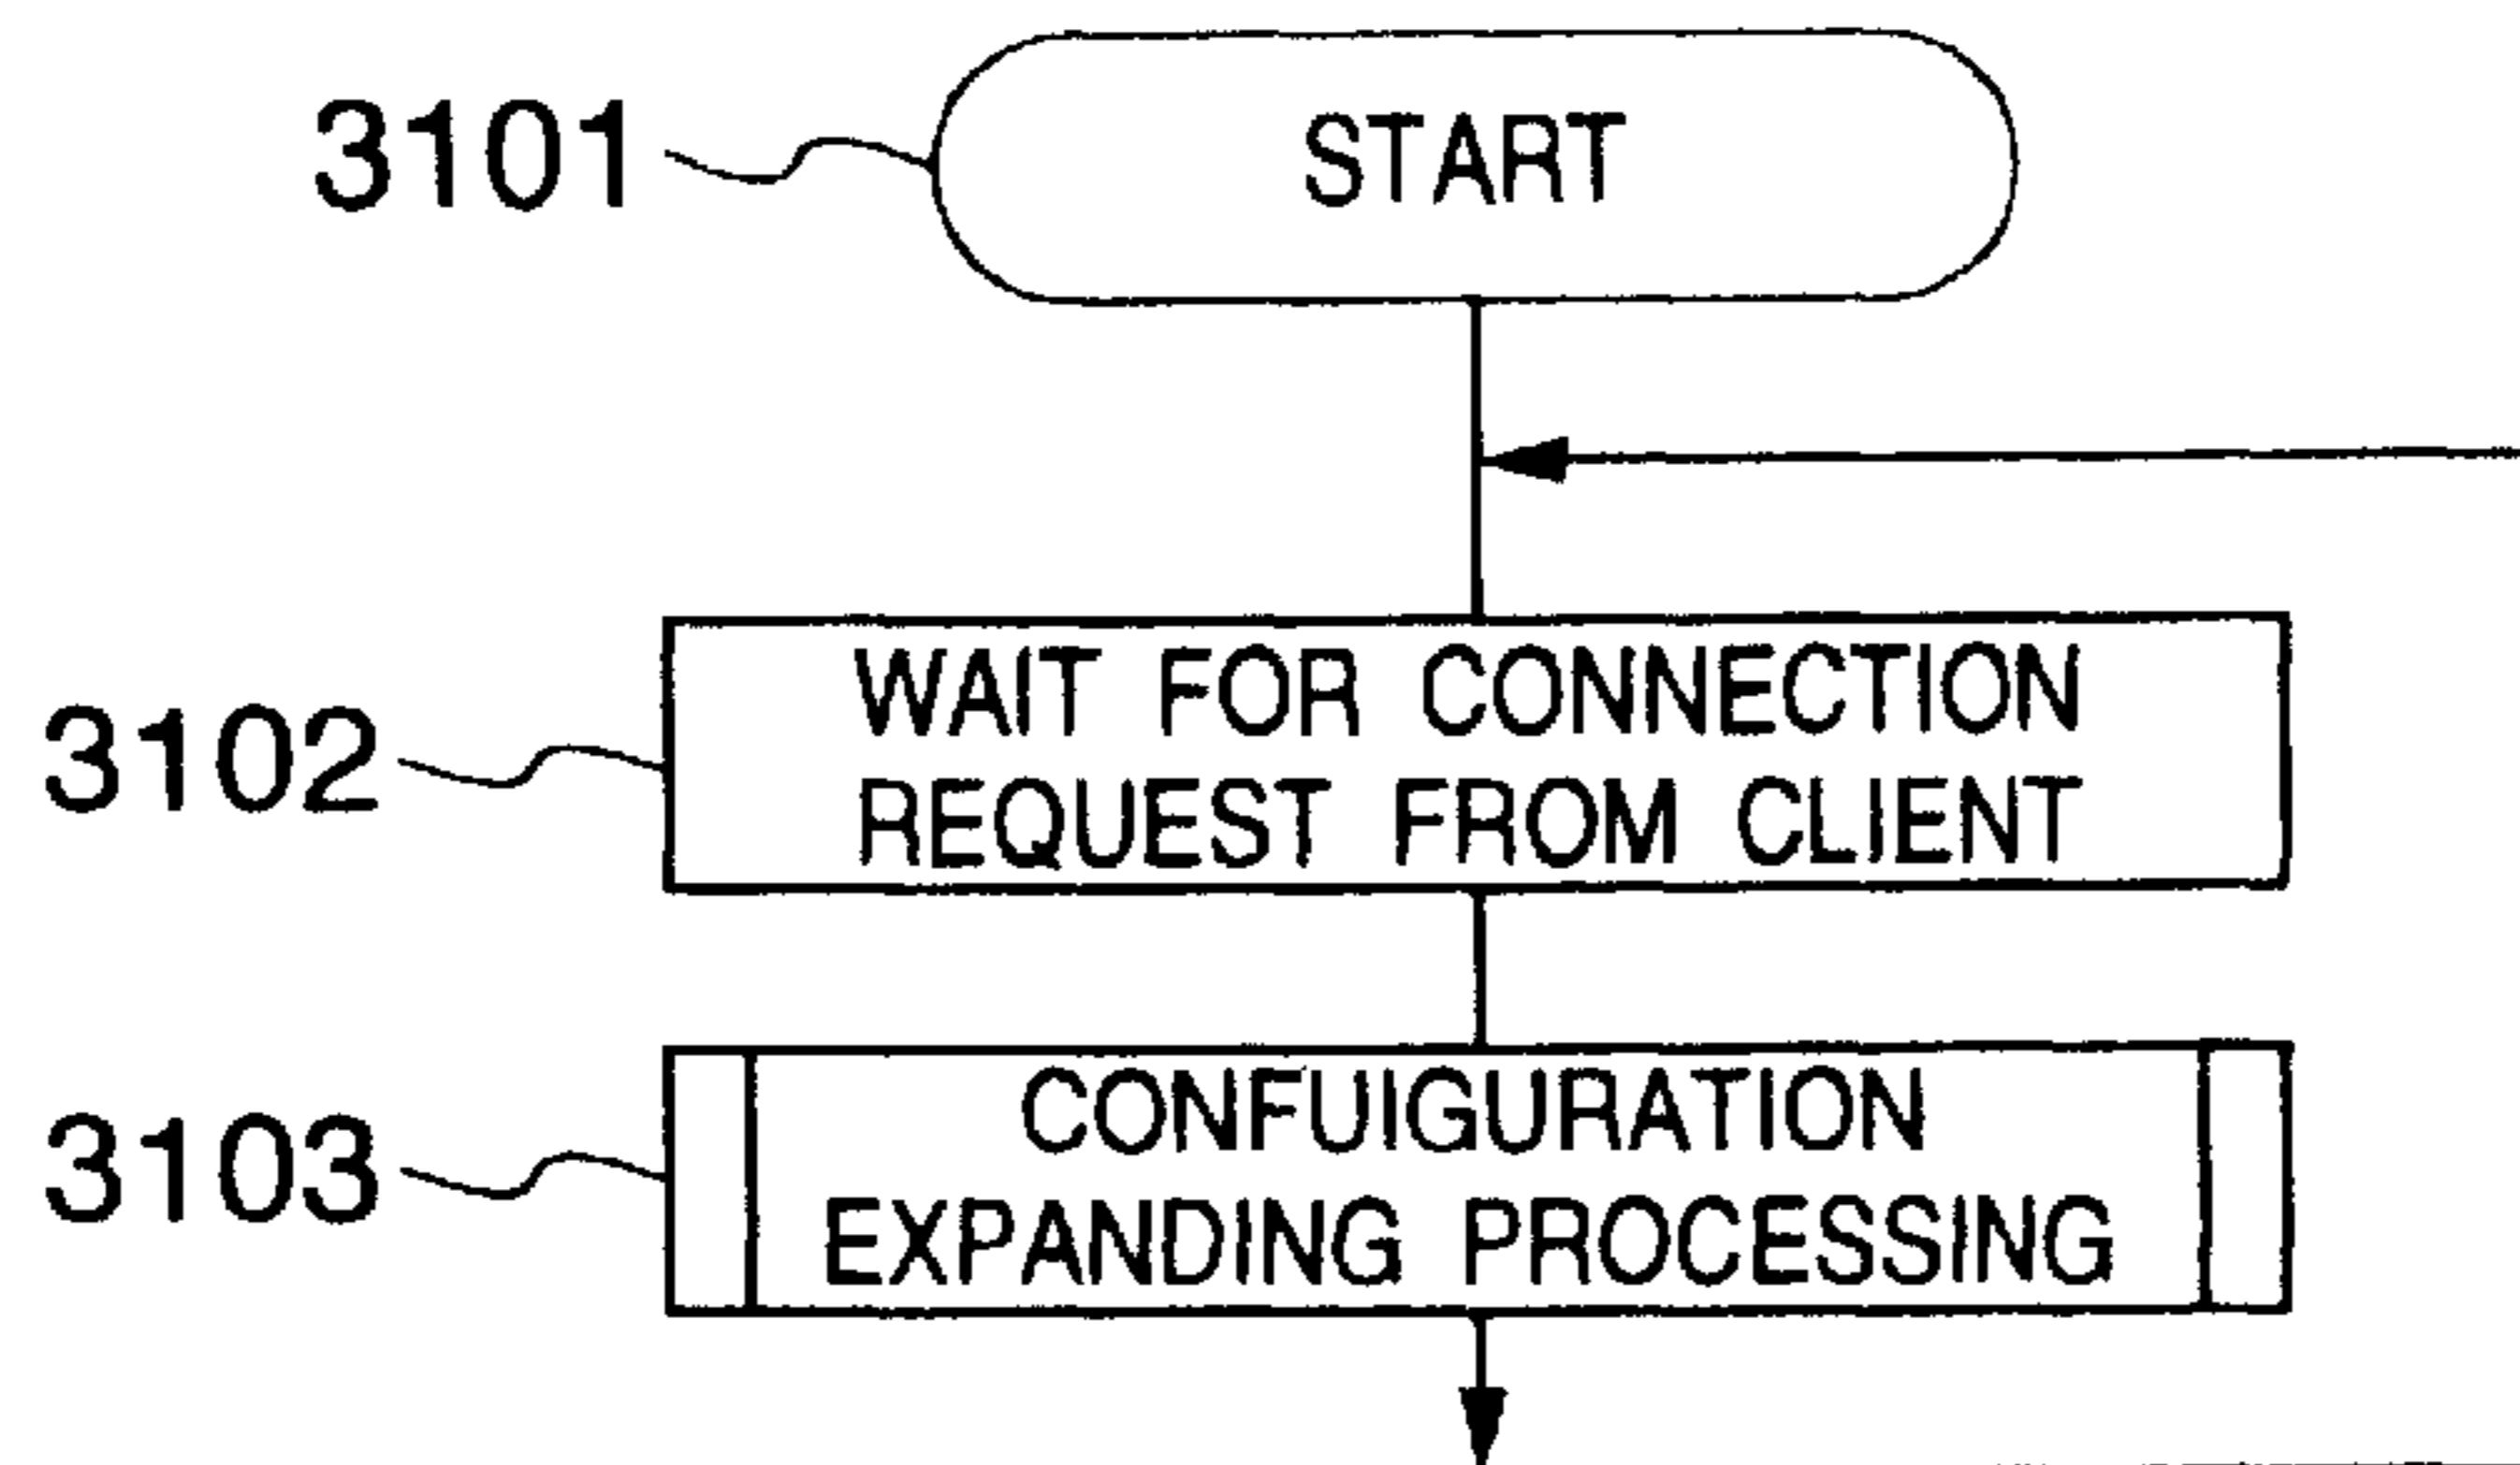 3101
START
3102
WAIT FOR CONNECTION
REQUEST FROM CLIENT
3103
CONFUIGURATION
EXPANDING PROCESSING